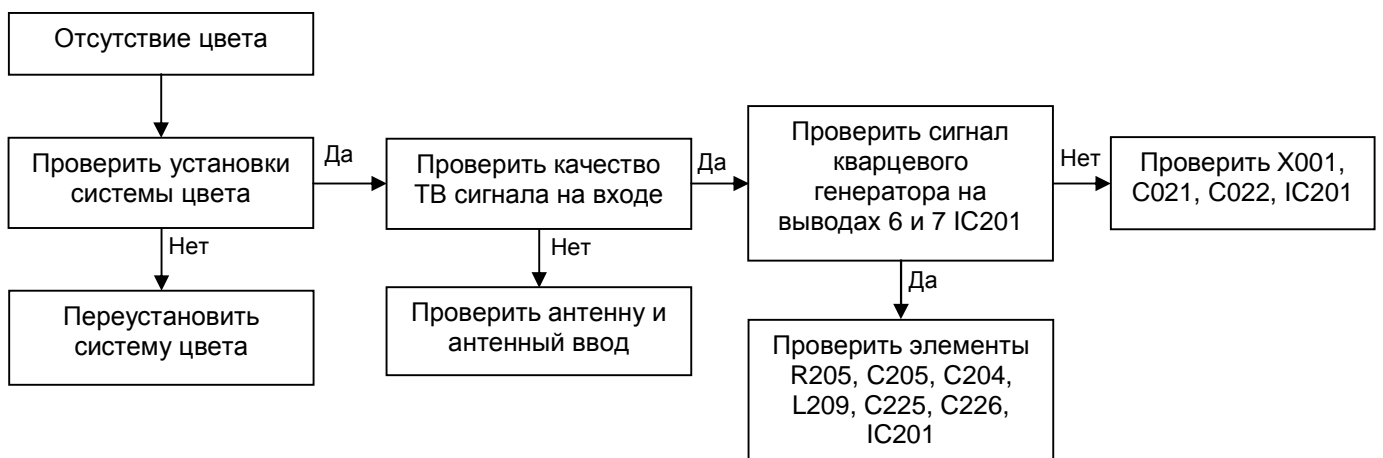 Отсутствие цвета
Проверить установки
системы цвета
Да
Нет
Переустановить
систему цвета
Проверить качество
ТВ сигнала на входе
Да
Нет
Проверить антенну и
антенный ввод
Проверить сигнал
кварцевого
генератора на
выводах 6 и 7 IC201
Нет
Да
Проверить X001,
C021, C022, IC201
Проверить элементы
R205, C205, C204,
L209, C225, C226,
IC201